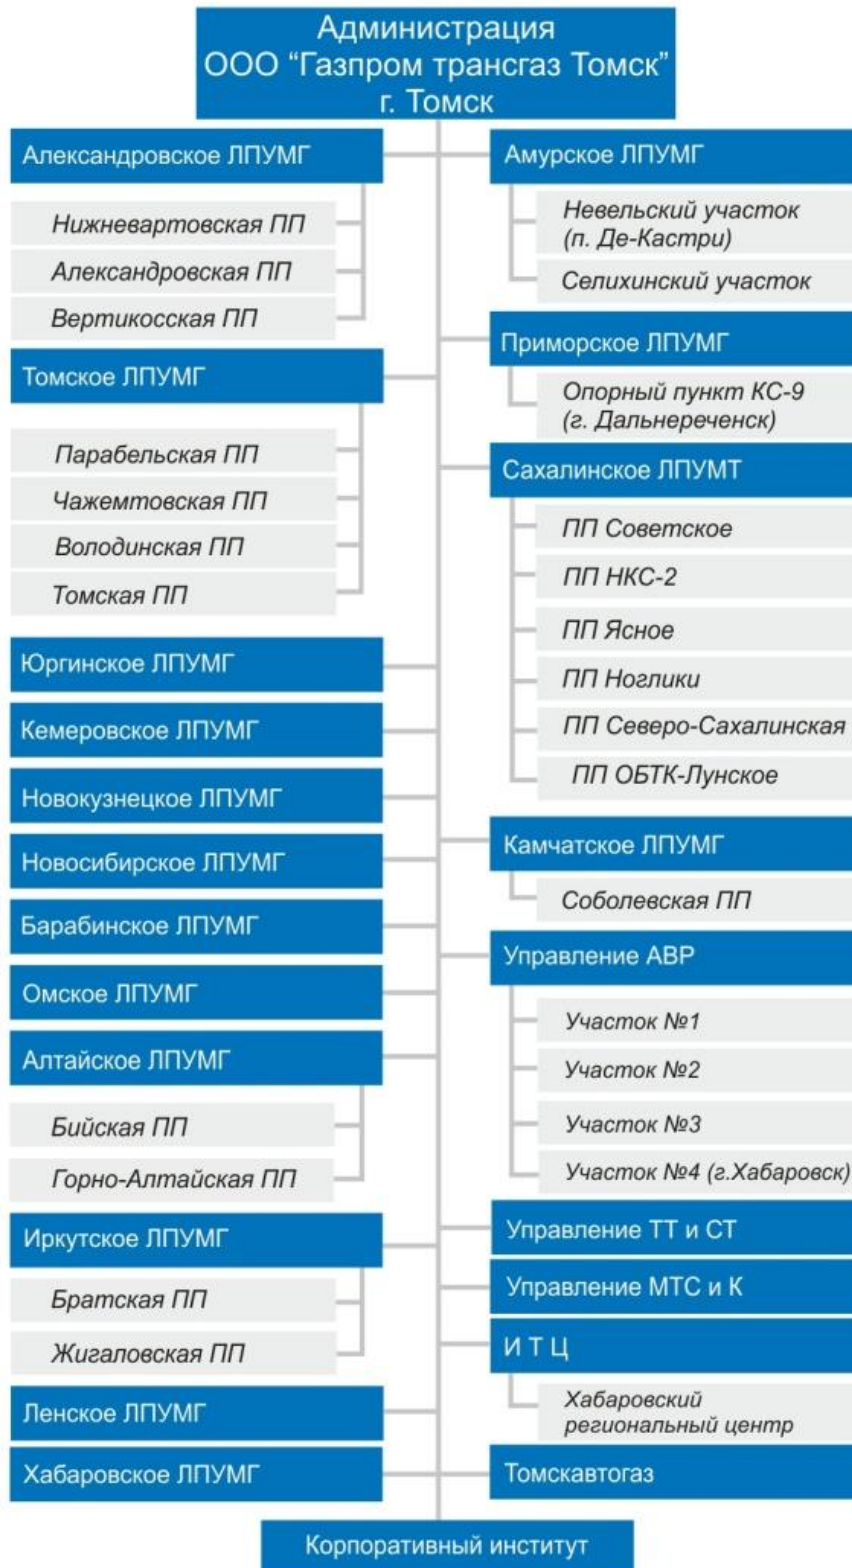 Администрация
ООО “Газпром трансгаз Томск”
г. Томск
Александровское ЛПУМГ
Нижневартовская ПП
Александровская ПП
Вертикосская ПП
Томское ЛПУМГ
Парабельская ПП
Чажемтовская ПП
Володинская ПП
Томская ПП
Юргинское ЛПУМГ
Кемеровское ЛПУМГ
Новокузнецкое ЛПУМГ
Новосибирское ЛПУМГ
Барабинское ЛПУМГ
Омское ЛПУМГ
Алтайское ЛПУМГ
Бийская ПП
Горно-Алтайская ПП
Иркутское ЛПУМГ
Братская ПП
Жигаловская ПП
Ленское ЛПУМГ
Хабаровское ЛПУМГ
Амурское ЛПУМГ
Невельский участок
(п. Де-Кастри)
Селихинский участок
Приморское ЛПУМГ
Опорный пункт КС-9
(г. Дальнереченск)
Сахалинское ЛПУМТ
ПП Советское
ПП НКС-2
ПП Ясное
ПП Ноглики
ПП Северо-Сахалинская
ПП ОБТК-Лунское
Камчатское ЛПУМГ
Соболевская ПП
Управление АВР
Участок №1
Участок №2
Участок №3
Участок №4 (г.Хабаровск)
Управление ТТ и СТ
Управление МТС и К
И Т Ц
Хабаровский
региональный центр
Томскавтогаз
Корпоративный институт